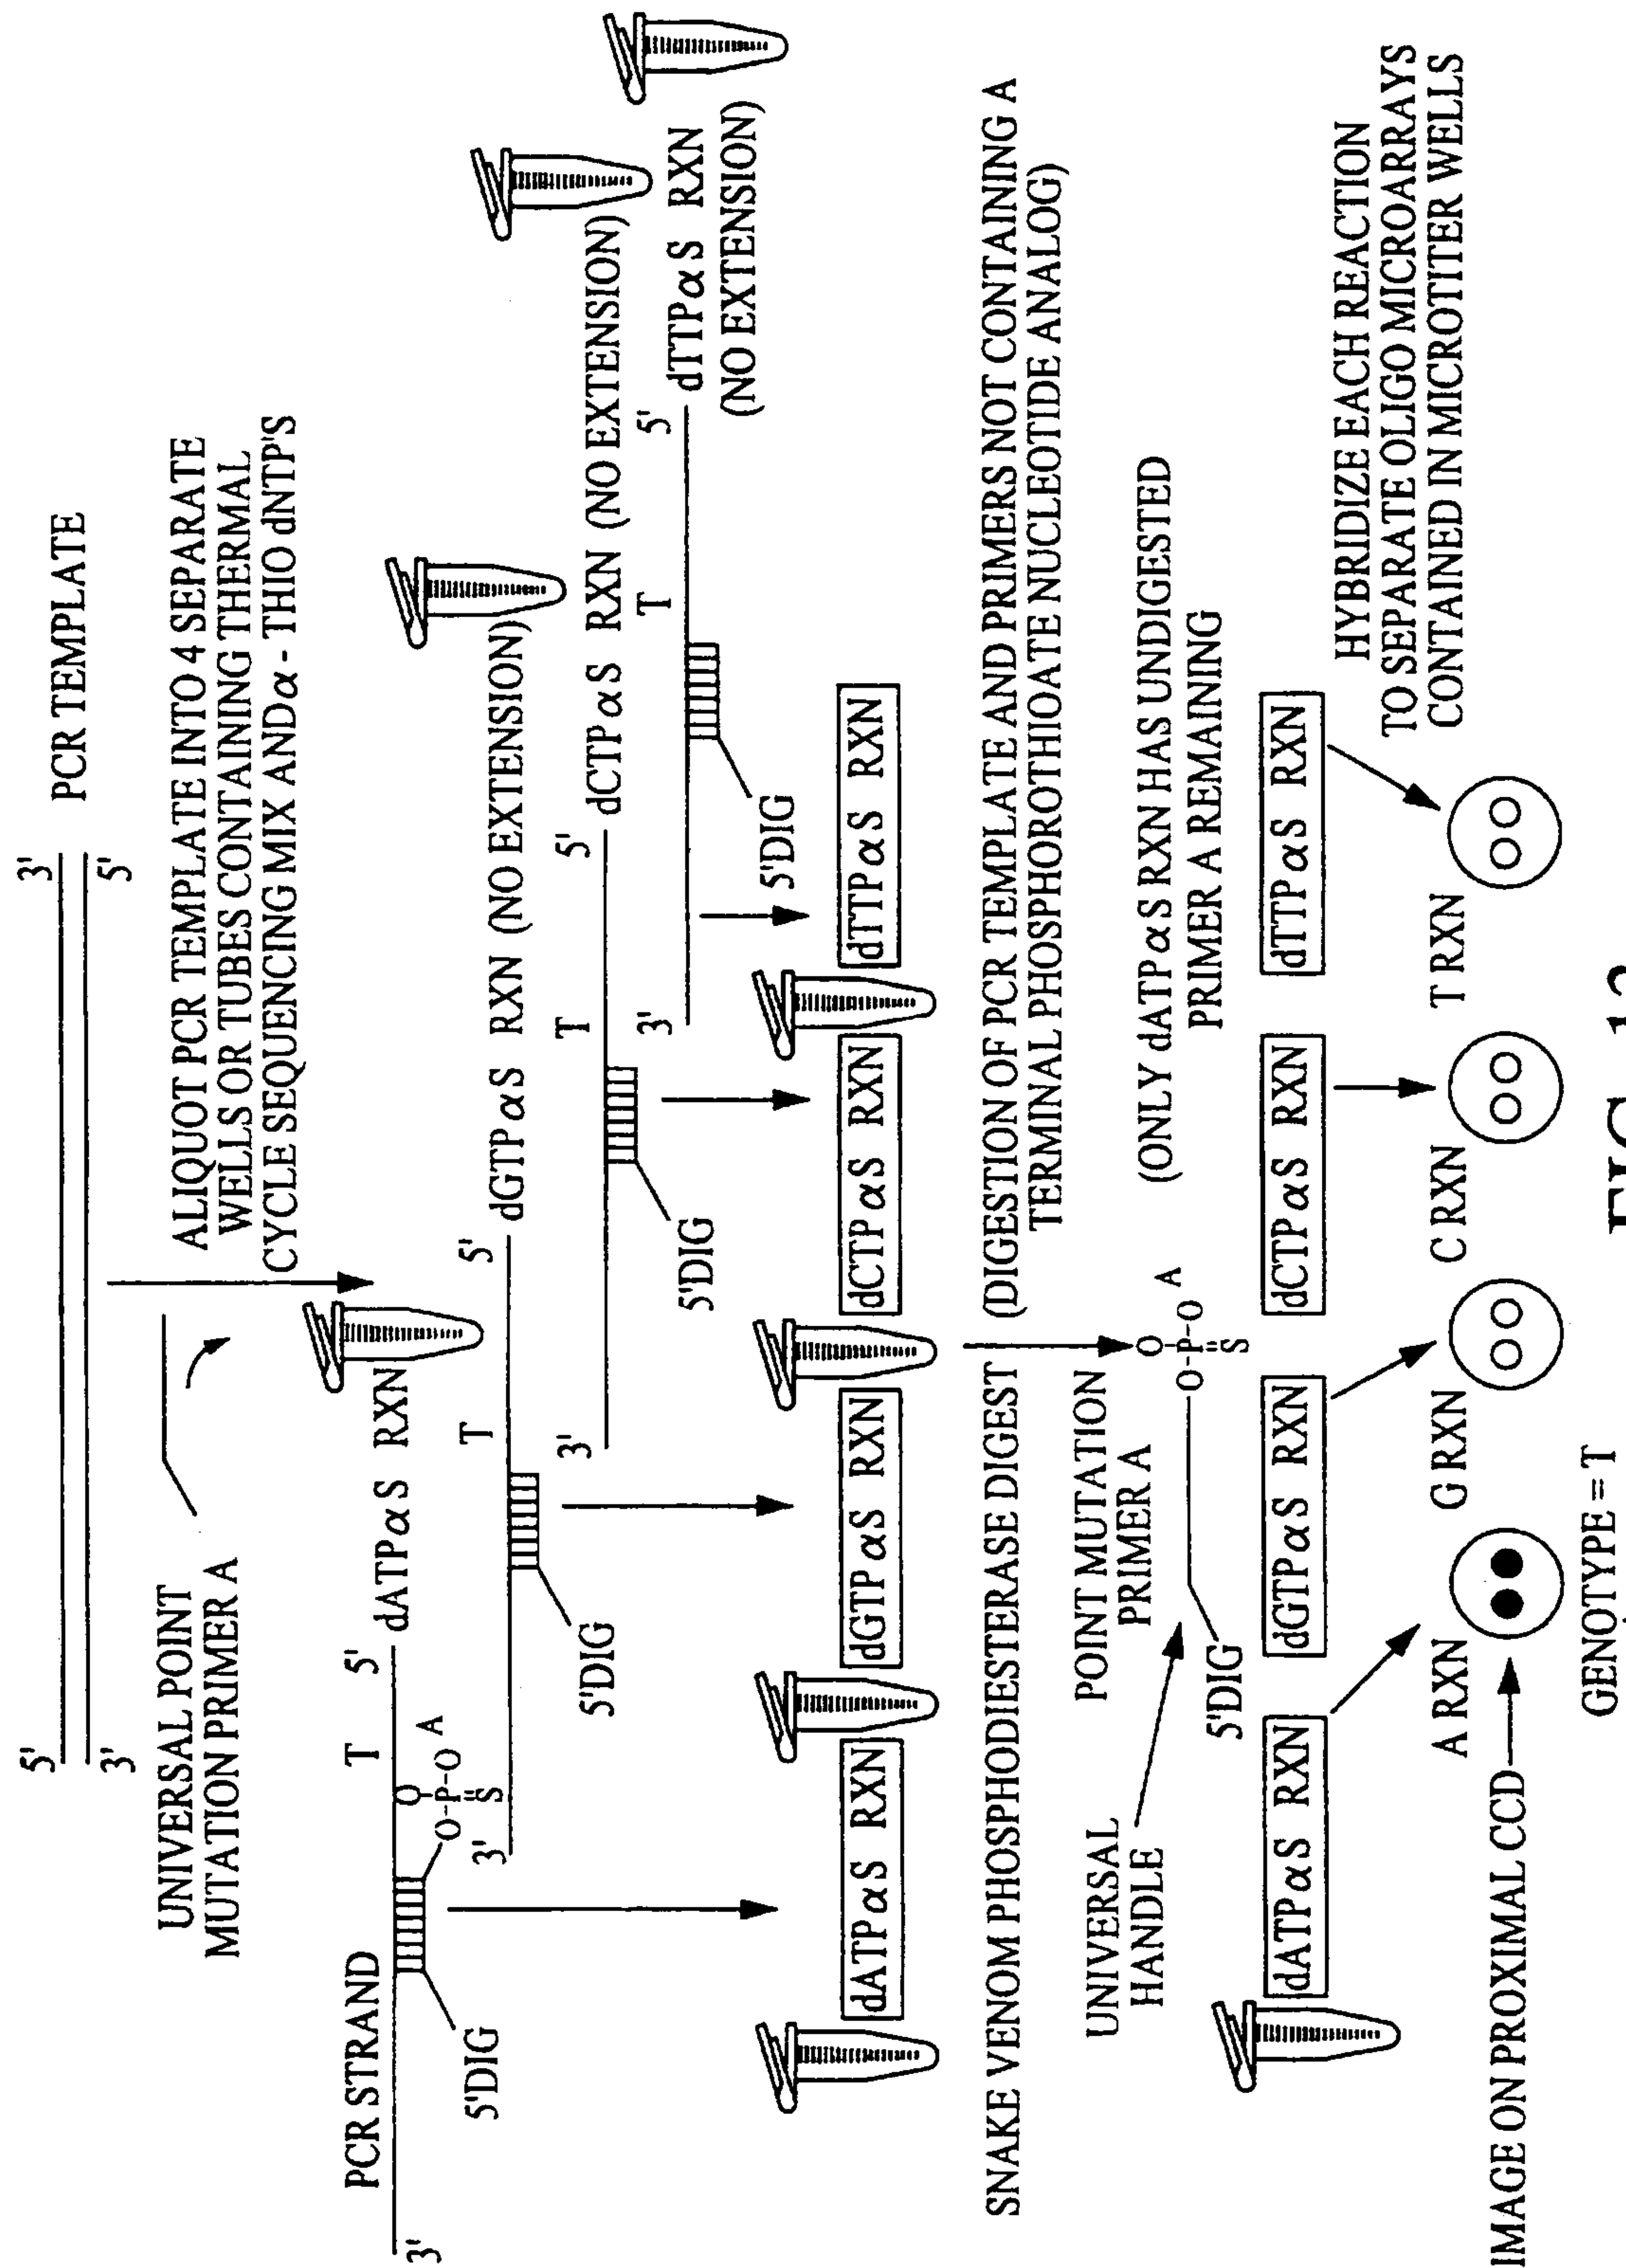 5'
3'
3'
5'
PCR TEMPLATE
UNIVERSAL POINT
MUTATION PRIMER A
ALIQUOT PCR TEMPLATE INTO 4 SEPARATE
WELLS OR TUBES CONTAINING THERMAL
CYCLE SEQUENCING MIX AND α - THIO dNTP'S
PCR STRAND
3'
T
5'
dATPαS RXN
5'DIG
O
O-P-O
S
A
3'
T
5'
dGTPαS RXN (NO EXTENSION)
5'DIG
3'
T
5'
dCTPαS RXN (NO EXTENSION)
5'DIG
3'
T
5'
dTTPαS RXN
(NO EXTENSION)
5'DIG
dATPαS RXN
dGTPαS RXN
dCTPαS RXN
dTTPαS RXN
SNAKE VENOM PHOSPHODIESTERASE DIGEST (DIGESTION OF PCR TEMPLATE AND PRIMERS NOT CONTAINING A
TERMINAL PHOSPHOROTHIOATE NUCLEOTIDE ANALOG)
UNIVERSAL
HANDLE
POINT MUTATION
PRIMER A
5'DIG
O
O-P-O
S
A
(ONLY dATPαS RXN HAS UNDIGESTED
PRIMER A REMAINING
dATPαS RXN
dGTPαS RXN
dCTPαS RXN
dTTPαS RXN
HYBRIDIZE EACH REACTION
TO SEPARATE OLIGO MICROARRAYS
CONTAINED IN MICROTITER WELLS
A RXN
G RXN
C RXN
T RXN
IMAGE ON PROXIMAL CCD
GENOTYPE = T